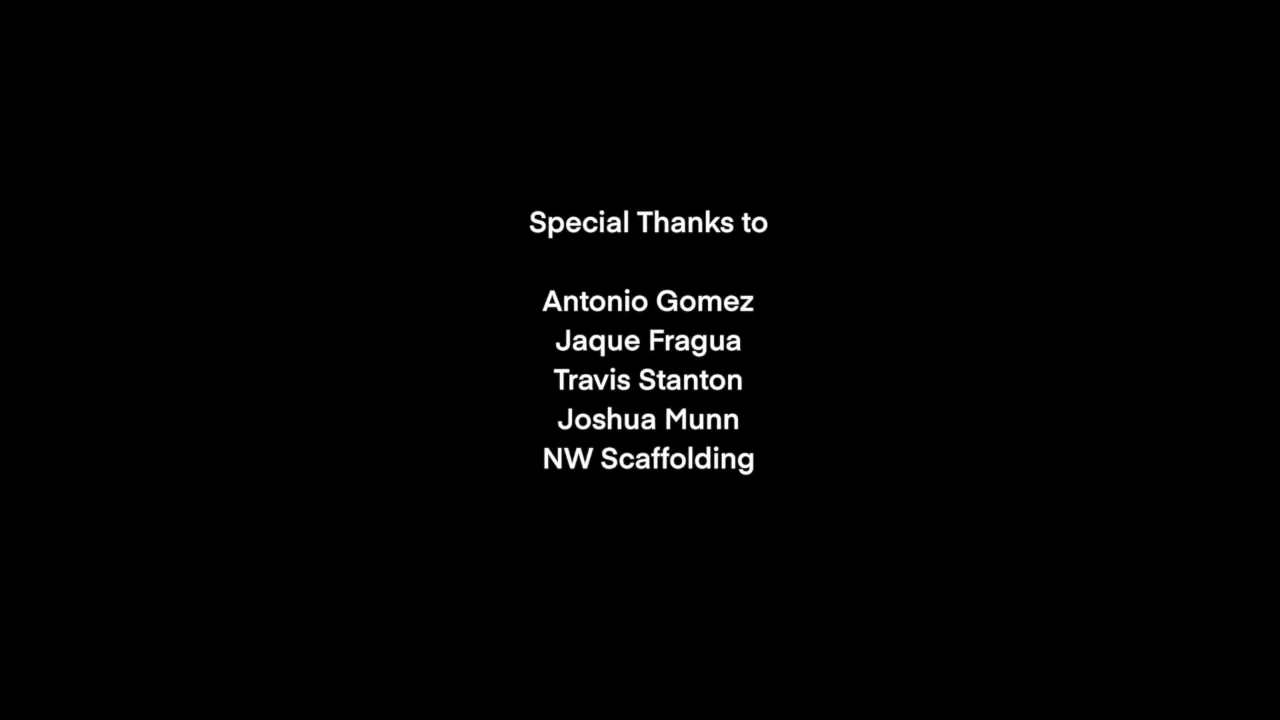 Special Thanks to
Antonio Gomez
Jaque Fragua
Travis Stanton
Joshua Munn
NW Scaffolding